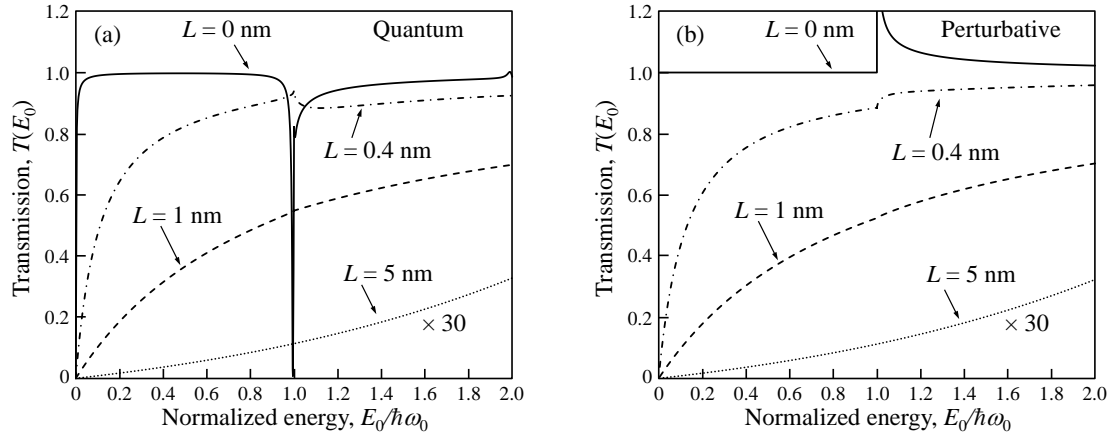 (a)
L = 0 nm
Quantum
1.0
0.8
0.6
0.4
0.2
0
Transmission, T(E₀)
L = 0.4 nm
L = 1 nm
L = 5 nm
× 30
0 0.2 0.4 0.6 0.8 1.0 1.2 1.4 1.6 1.8 2.0
Normalized energy, E₀/ℏω₀
(b)
L = 0 nm
Perturbative
1.0
0.8
0.6
0.4
0.2
0
Transmission, T(E₀)
L = 0.4 nm
L = 1 nm
L = 5 nm
× 30
0 0.2 0.4 0.6 0.8 1.0 1.2 1.4 1.6 1.8 2.0
Normalized energy, E₀/ℏω₀